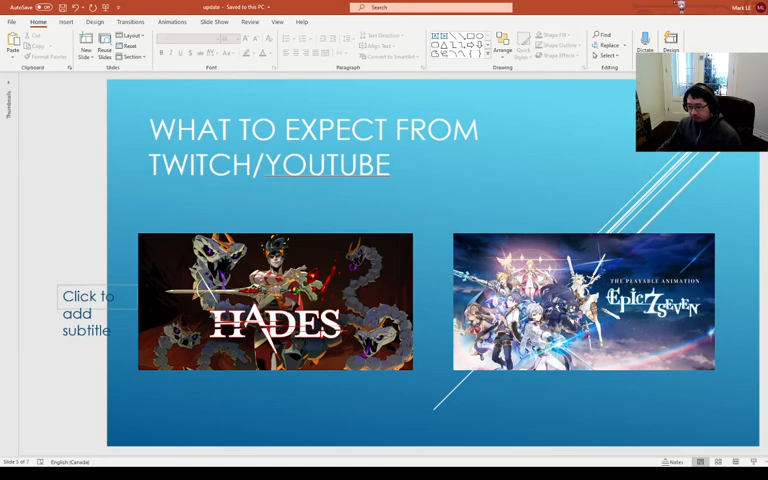 AutoSave Off
update - Saved to this PC
Search
Mark LE
ML
File Home Insert Design Transitions Animations Slide Show Review View Help
Paste
Cut
Copy
Format Painter
Clipboard
New
Slide
Reuse
Slides
Layout
Reset
Section
Slides
Font
Text Direction
Align Text
Convert to SmartArt
Paragraph
Arrange
Quick
Styles
Shape Fill
Shape Outline
Shape Effects
Drawing
Find
Replace
Select
Editing
Dictate
Design
Thumbnails
WHAT TO EXPECT FROM
TWITCH/YOUTUBE
Click to
add
subtitle
HADES
THE PLAYABLE ANIMATION
EPIC7SEVEN
English (Canada)
Notes